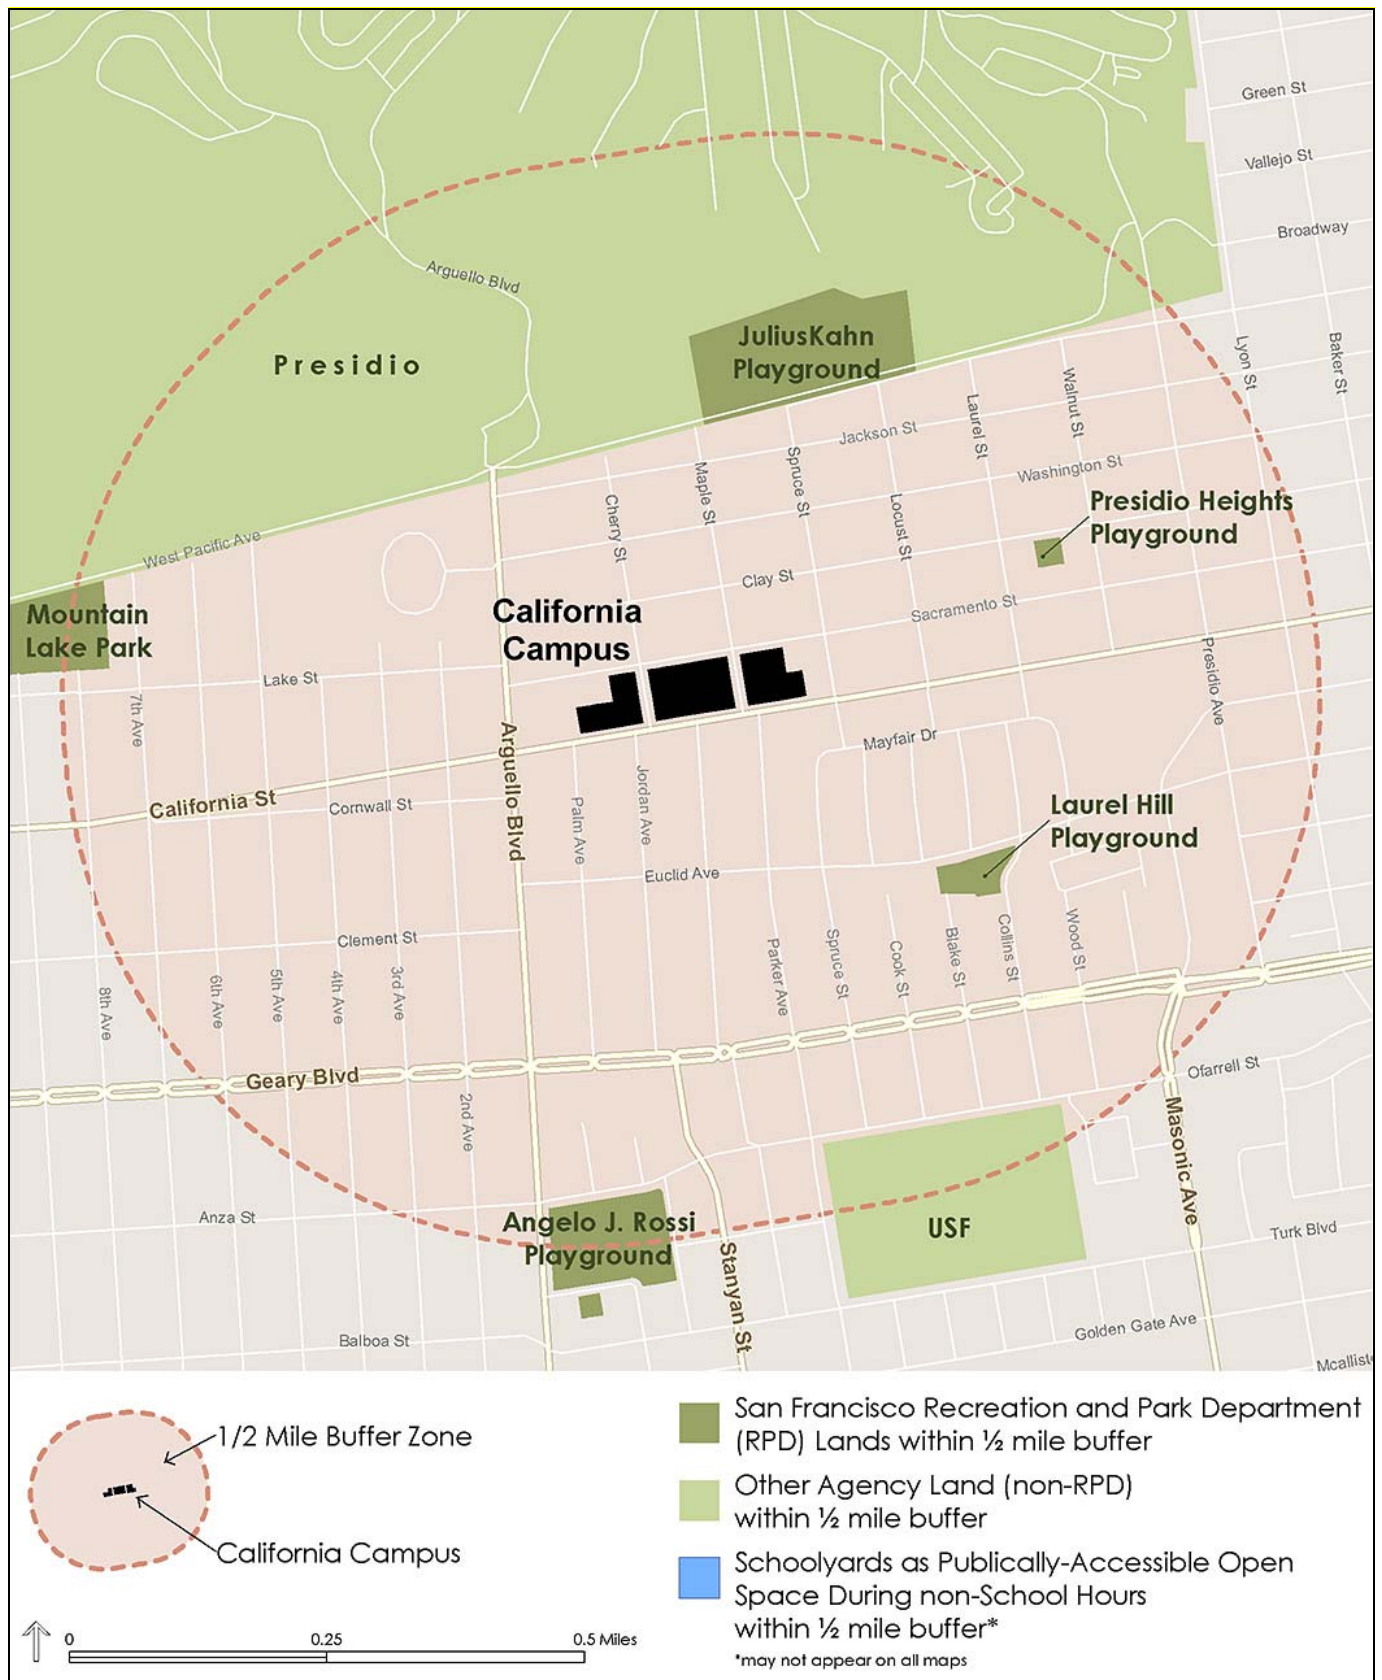 Green St
Vallejo St
Broadway
Arguello Blvd
JuliusKahn
Playground
Presidio
Lyon St
Baker St
Walnut St
Laurel St
Jackson St
Washington St
Spruce St
Maple St
Cherry St
Locust St
Presidio Heights
Playground
West Pacific Ave
Clay St
Sacramento St
California
Campus
Mountain
Lake Park
Lake St
7th Ave
Presidio Ave
Mayfair Dr
Arguello Blvd
California St
Cornwall St
Palm Ave
Jordan Ave
Laurel Hill
Playground
Euclid Ave
Clement St
8th Ave
6th Ave
5th Ave
4th Ave
3rd Ave
Parker Ave
Spruce St
Cook St
Blake St
Collins St
Wood St
Geary Blvd
2nd Ave
Ofarrell St
Masonic Ave
Anza St
Angelo J. Rossi
Playground
USF
Turk Blvd
Stanyan St
Balboa St
Golden Gate Ave
Mcallist
1/2 Mile Buffer Zone
California Campus
0 0.25 0.5 Miles
San Francisco Recreation and Park Department
(RPD) Lands within ½ mile buffer
Other Agency Land (non-RPD)
within ½ mile buffer
Schoolyards as Publically-Accessible Open
Space During non-School Hours
within ½ mile buffer*
*may not appear on all maps